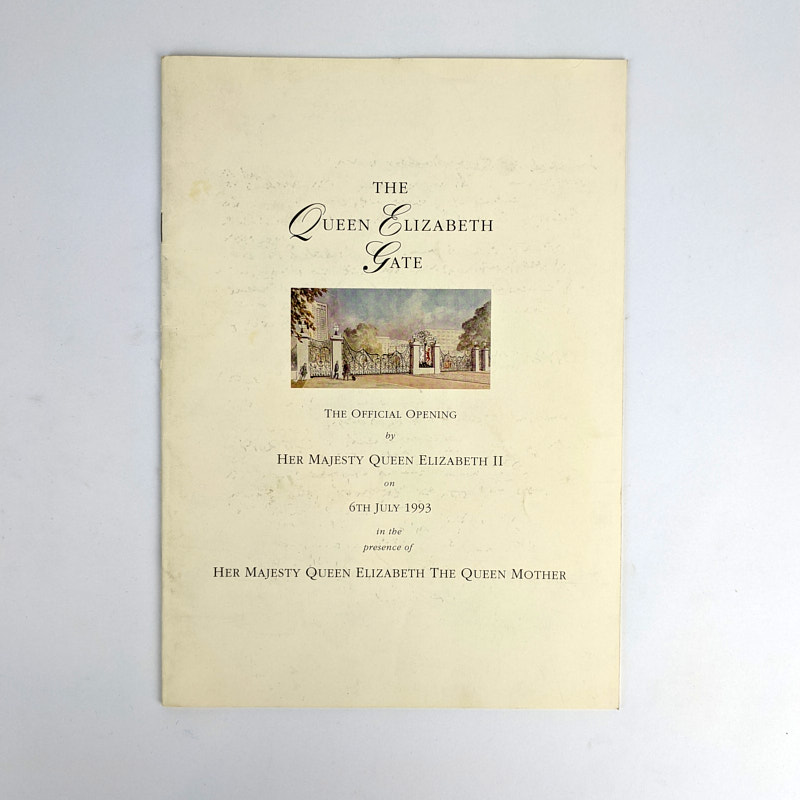 THE
QUEEN ELIZABETH
GATE
THE OFFICIAL OPENING
by
HER MAJESTY QUEEN ELIZABETH II
on
6TH JULY 1993
in the
presence of
HER MAJESTY QUEEN ELIZABETH THE QUEEN MOTHER